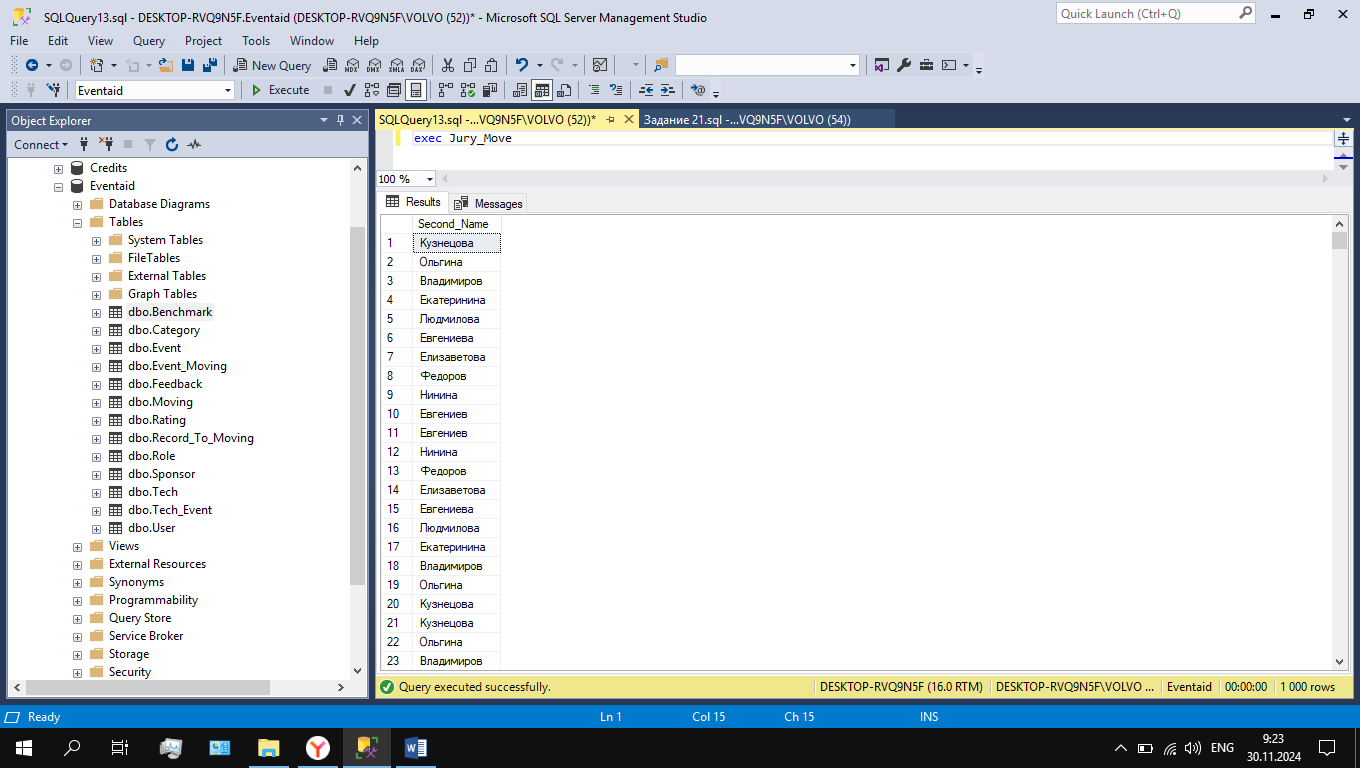 SQLQuery13.sql - DESKTOP-RVQ9N5F.Eventaid (DESKTOP-RVQ9N5F\VOLVO (52))* - Microsoft SQL Server Management Studio
Quick Launch (Ctrl+Q)
File Edit View Query Project Tools Window Help
New Query MDX DMX XMLA DAX
Eventaid Execute
Object Explorer
SQLQuery13.sql -...VQ9N5F\VOLVO (52))* Задание 21.sql -...VQ9N5F\VOLVO (54))
Connect
Credits
Eventaid
Database Diagrams
Tables
System Tables
FileTables
External Tables
Graph Tables
dbo.Benchmark
dbo.Category
dbo.Event
dbo.Event_Moving
dbo.Feedback
dbo.Moving
dbo.Rating
dbo.Record_To_Moving
dbo.Role
dbo.Sponsor
dbo.Tech
dbo.Tech_Event
dbo.User
Views
External Resources
Synonyms
Programmability
Query Store
Service Broker
Storage
Security
exec Jury_Move
100 %
Results Messages
Second_Name
1 Кузнецова
2 Ольгина
3 Владимиров
4 Екатеринина
5 Людмилова
6 Евгениева
7 Елизаветова
8 Федоров
9 Нинина
10 Евгениев
11 Евгениев
12 Нинина
13 Федоров
14 Елизаветова
15 Евгениева
16 Людмилова
17 Екатеринина
18 Владимиров
19 Ольгина
20 Кузнецова
21 Кузнецова
22 Ольгина
23 Владимиров
Query executed successfully. DESKTOP-RVQ9N5F (16.0 RTM) DESKTOP-RVQ9N5F\VOLVO ... Eventaid 00:00:00 1 000 rows
Ready Ln 1 Col 15 Ch 15 INS
ENG 9:23
30.11.2024